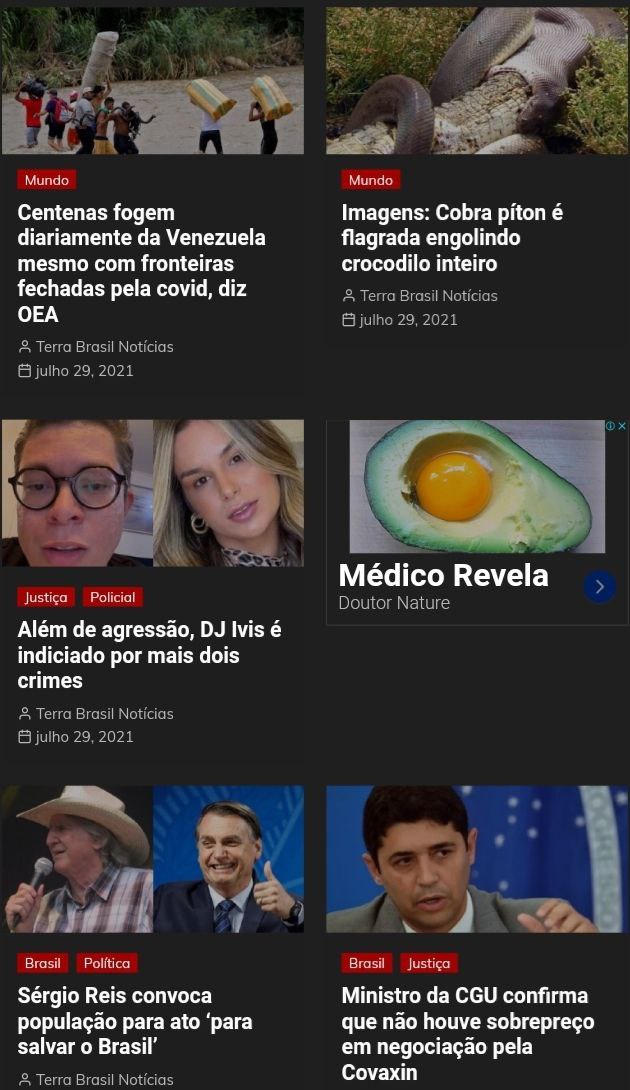 Mundo
Centenas fogem
diariamente da Venezuela
mesmo com fronteiras
fechadas pela covid, diz
OEA
Terra Brasil Notícias
julho 29, 2021
Mundo
Imagens: Cobra píton é
flagrada engolindo
crocodilo inteiro
Terra Brasil Notícias
julho 29, 2021
Justiça Policial
Além de agressão, DJ Ivis é
indiciado por mais dois
crimes
Terra Brasil Notícias
julho 29, 2021
Médico Revela
Doutor Nature
Brasil Política
Sérgio Reis convoca
população para ato ‘para
salvar o Brasil’
Terra Brasil Notícias
Brasil Justiça
Ministro da CGU confirma
que não houve sobrepreço
em negociação pela
Covaxin